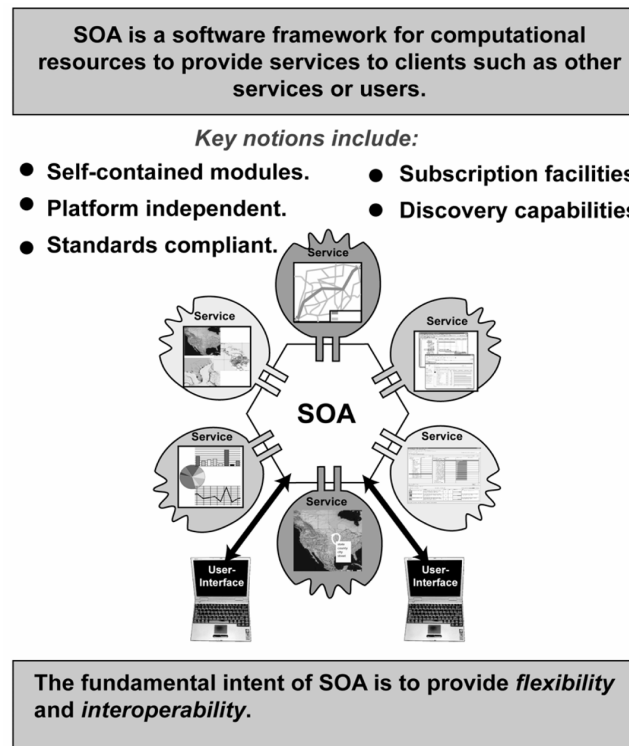 SOA is a software framework for computational
resources to provide services to clients such as other
services or users.
Key notions include:
● Self-contained modules.
● Platform independent.
● Standards compliant.
● Subscription facilities
● Discovery capabilities
Service
Service
Service
SOA
Service
Service
Service
User-
Interface
User-
Interface
The fundamental intent of SOA is to provide flexibility
and interoperability.